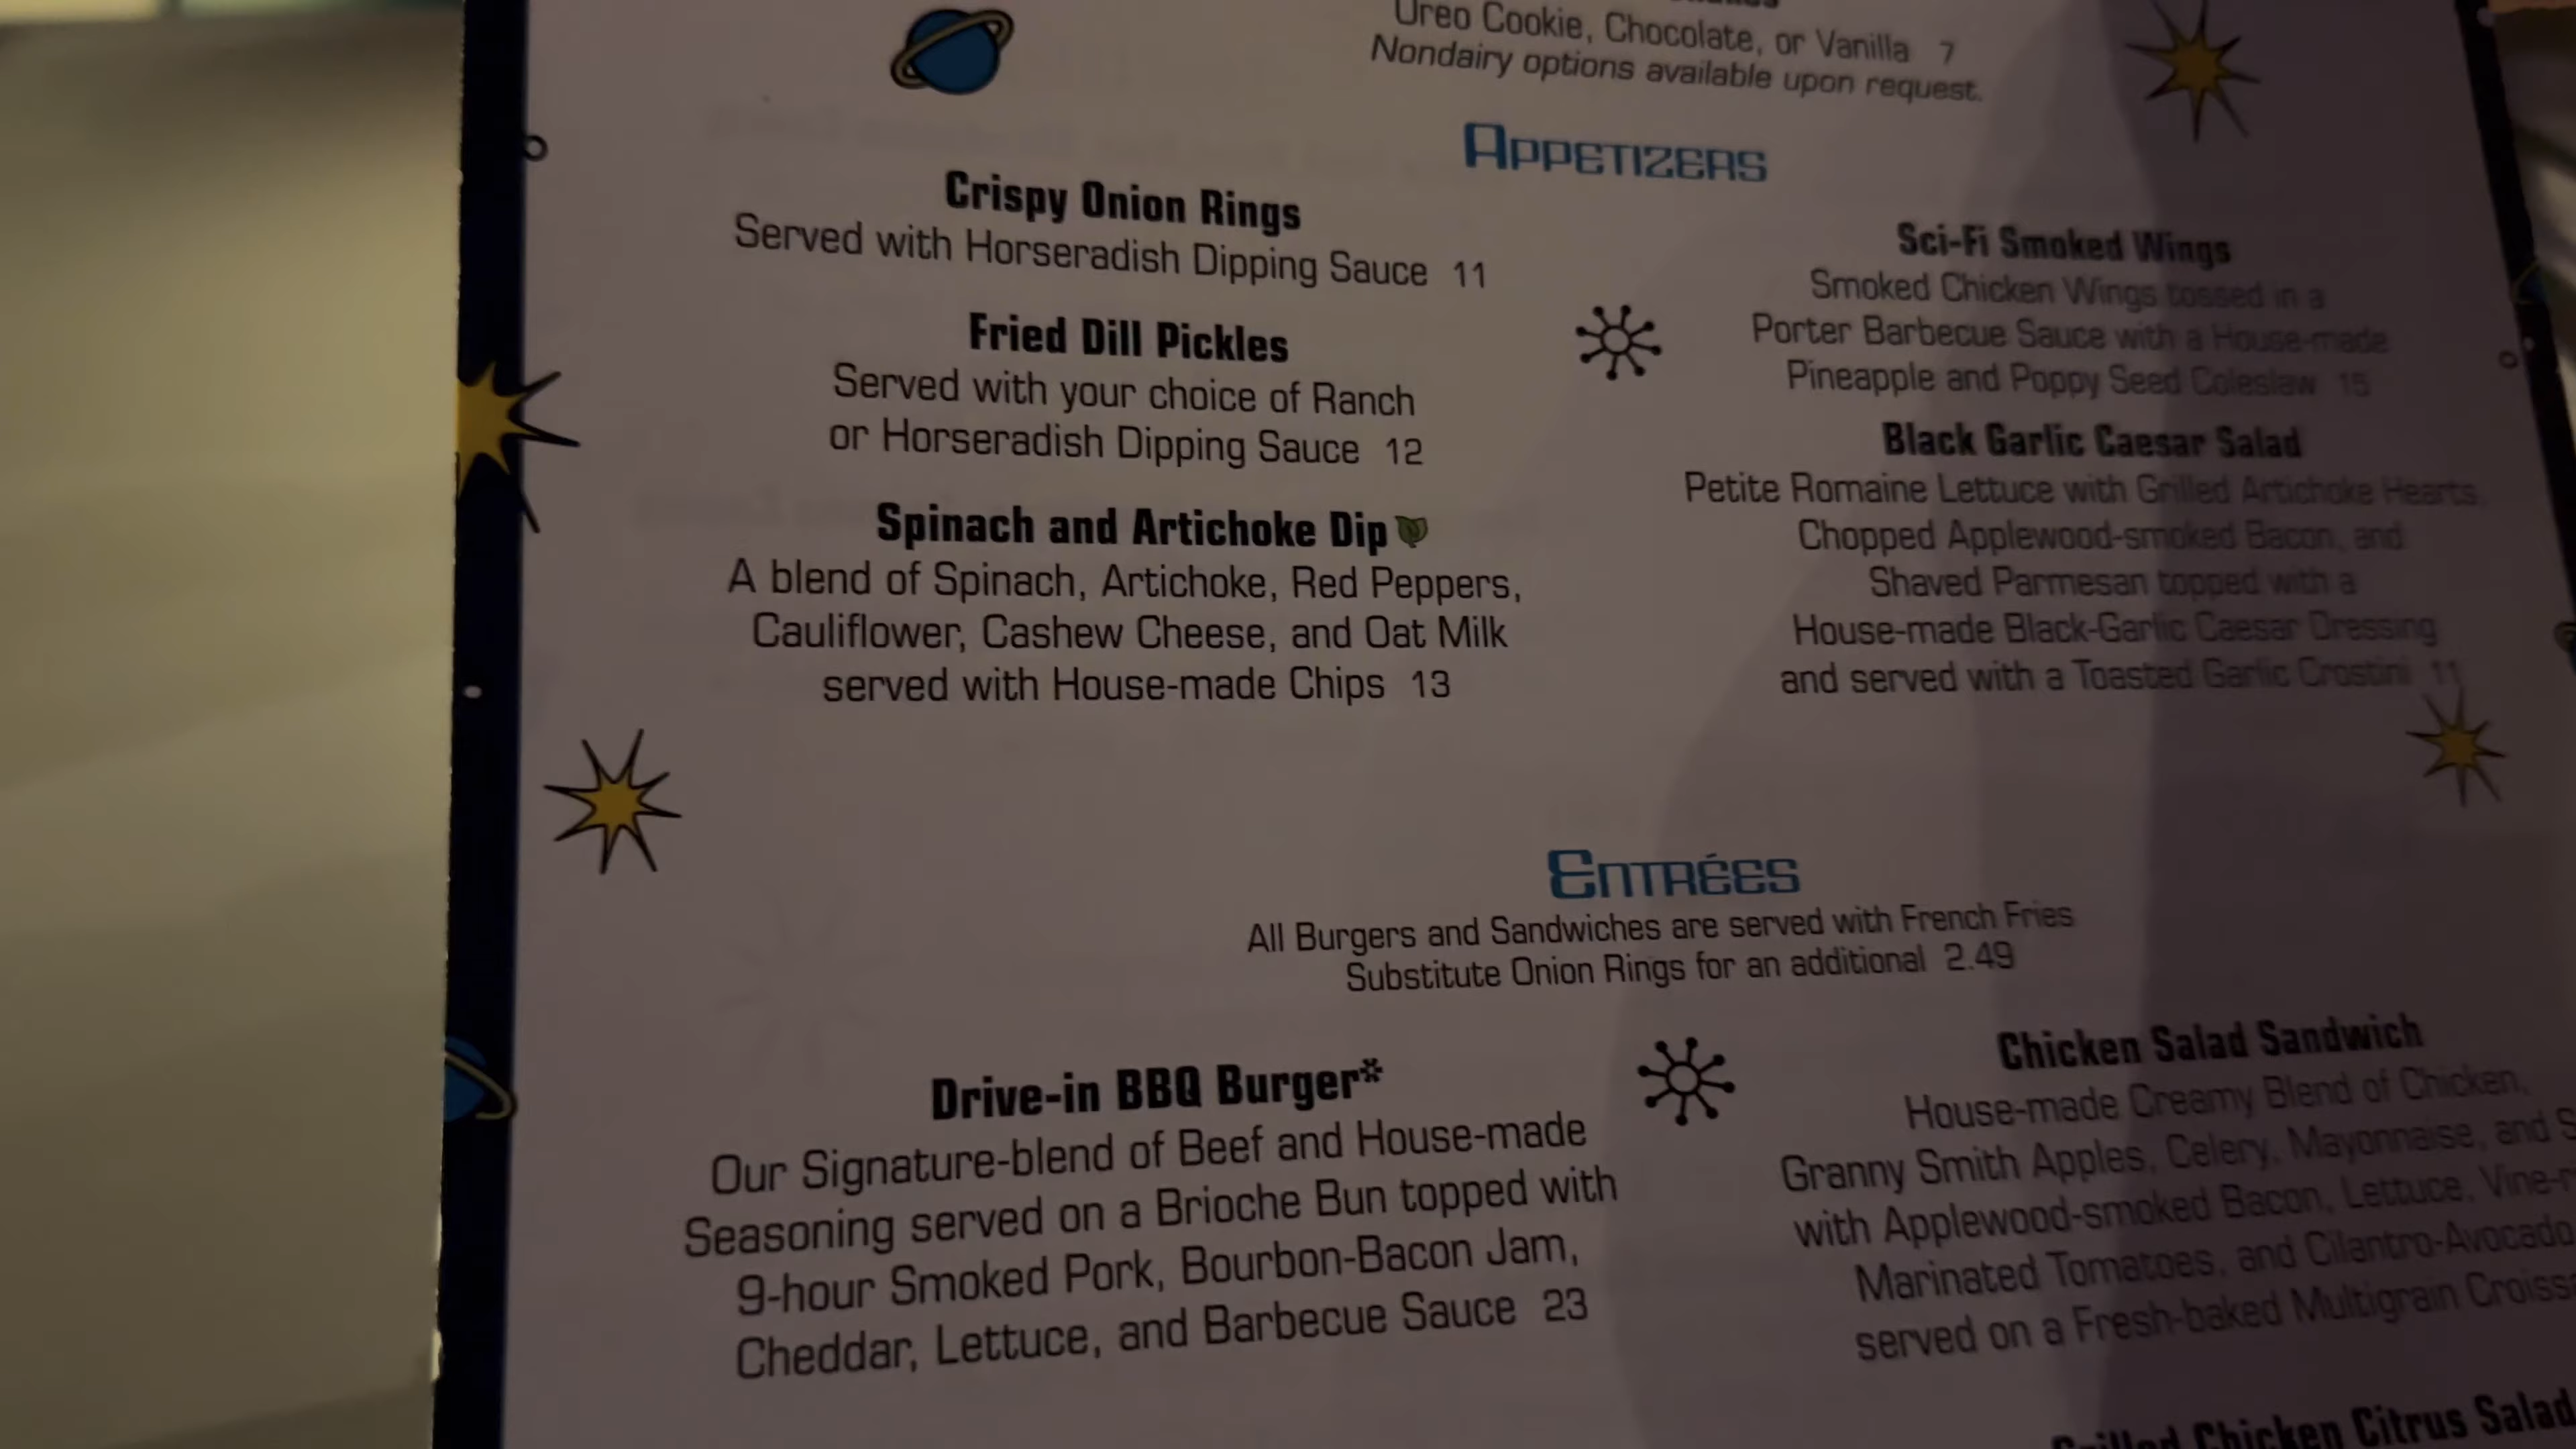 Oreo Cookie, Chocolate, or Vanilla 7
Nondairy options available upon request.
APPETIZERS
Crispy Onion Rings
Served with Horseradish Dipping Sauce 11
Fried Dill Pickles
Served with your choice of Ranch
or Horseradish Dipping Sauce 12
Spinach and Artichoke Dip
A blend of Spinach, Artichoke, Red Peppers,
Cauliflower, Cashew Cheese, and Oat Milk
served with House-made Chips 13
Sci-Fi Smoked Wings
Smoked Chicken Wings tossed in a
Porter Barbecue Sauce with a House-made
Pineapple and Poppy Seed Coleslaw 15
Black Garlic Caesar Salad
Petite Romaine Lettuce with Grilled Artichoke Hearts,
Chopped Applewood-smoked Bacon, and
Shaved Parmesan topped with a
House-made Black-Garlic Caesar Dressing
and served with a Toasted Garlic Crostini 11
ENTRÉES
All Burgers and Sandwiches are served with French Fries
Substitute Onion Rings for an additional 2.49
Drive-in BBQ Burger*
Our Signature-blend of Beef and House-made
Seasoning served on a Brioche Bun topped with
9-hour Smoked Pork, Bourbon-Bacon Jam,
Cheddar, Lettuce, and Barbecue Sauce 23
Chicken Salad Sandwich
House-made Creamy Blend of Chicken,
Granny Smith Apples, Celery, Mayonnaise, and
with Applewood-smoked Bacon, Lettuce,
Marinated Tomatoes, and Cilantro-Avocado
served on a Fresh-baked Multigrain
Chicken Citrus Salad